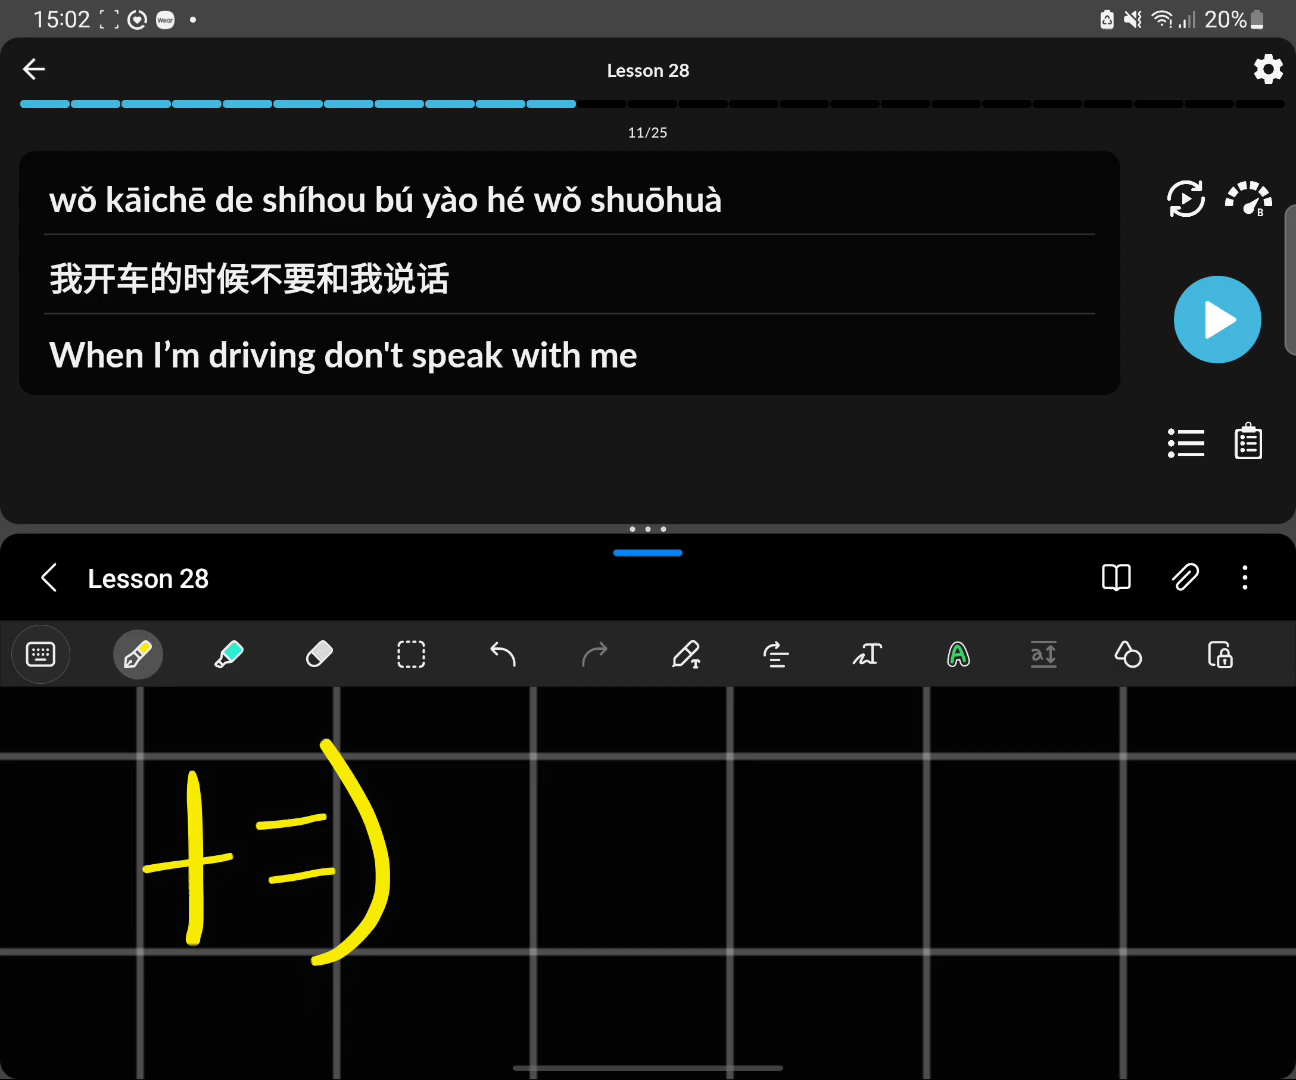 15:02
Wear
20%
Lesson 28
11/25
wǒ kāichē de shíhou bú yào hé wǒ shuōhuà
B
我开车的时候不要和我说话
When I’m driving don't speak with me
Lesson 28
T
T
A
a
+=)